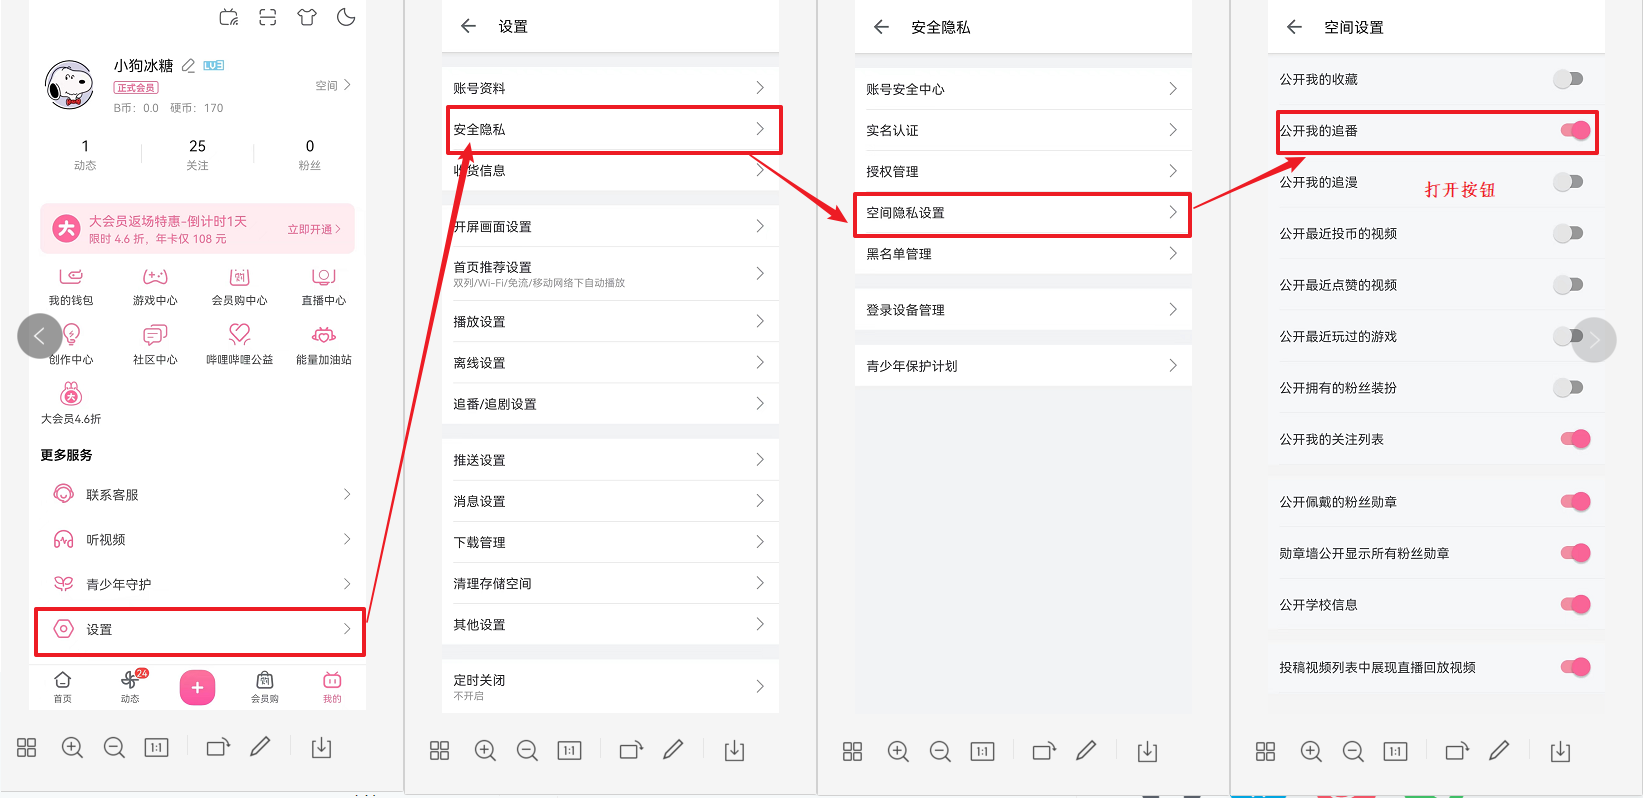 小狗冰糖 LV3
正式会员
B币：0.0 硬币：170
空间
1
动态
25
关注
0
粉丝
大
大会员返场特惠-倒计时1天
限时 4.6 折，年卡仅 108 元
立即开通
我的钱包
游戏中心
会员购中心
直播中心
创作中心
社区中心
哔哩哔哩公益
能量加油站
大会员4.6折
更多服务
联系客服
听视频
青少年守护
设置
首页
24
动态
会员购
我的
1:1
设置
账号资料
安全隐私
收货信息
开屏画面设置
首页推荐设置
双列/Wi-Fi/免流/移动网络下自动播放
播放设置
离线设置
追番/追剧设置
推送设置
消息设置
下载管理
清理存储空间
其他设置
定时关闭
不开启
1:1
安全隐私
账号安全中心
实名认证
授权管理
空间隐私设置
黑名单管理
登录设备管理
青少年保护计划
1:1
空间设置
公开我的收藏
公开我的追番
公开我的追漫
打开按钮
公开最近投币的视频
公开最近点赞的视频
公开最近玩过的游戏
公开拥有的粉丝装扮
公开我的关注列表
公开佩戴的粉丝勋章
勋章墙公开显示所有粉丝勋章
公开学校信息
投稿视频列表中展现直播回放视频
1:1